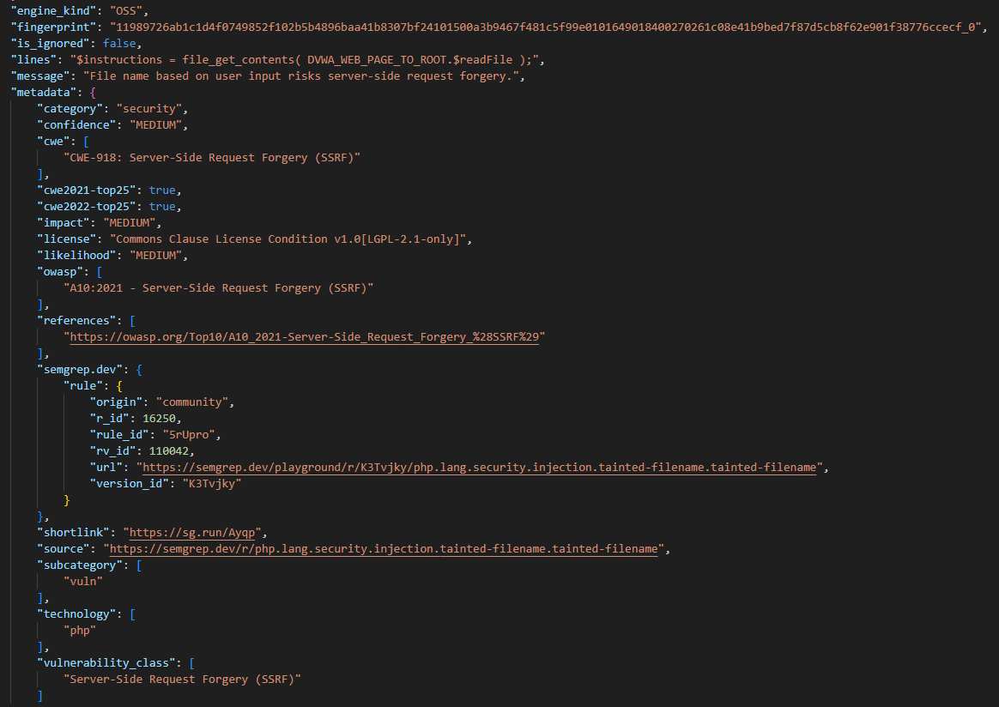 "engine_kind": "OSS",
"fingerprint": "11989726ab1c1d4f0749852f102b5b4896baa41b8307bf24101500a3b9467f481c5f99e0101649018400270261c08e41b9bed7f87d5cb8f62e901f38776ccecf_0",
"is_ignored": false,
"lines": "$instructions = file_get_contents( DVWA_WEB_PAGE_TO_ROOT.$readFile );",
"message": "File name based on user input risks server-side request forgery.",
"metadata": {
"category": "security",
"confidence": "MEDIUM",
"cwe": [
"CWE-918: Server-Side Request Forgery (SSRF)"
],
"cwe2021-top25": true,
"cwe2022-top25": true,
"impact": "MEDIUM",
"license": "Commons Clause License Condition v1.0[LGPL-2.1-only]",
"likelihood": "MEDIUM",
"owasp": [
"A10:2021 - Server-Side Request Forgery (SSRF)"
],
"references": [
"https://owasp.org/Top10/A10_2021-Server-Side_Request_Forgery_%28SSRF%29"
],
"semgrep.dev": {
"rule": {
"origin": "community",
"r_id": 16250,
"rule_id": "5rUpro",
"rv_id": 110042,
"url": "https://semgrep.dev/playground/r/K3Tvjky/php.lang.security.injection.tainted-filename.tainted-filename",
"version_id": "K3Tvjky"
}
},
"shortlink": "https://sg.run/Ayqp",
"source": "https://semgrep.dev/r/php.lang.security.injection.tainted-filename.tainted-filename",
"subcategory": [
"vuln"
],
"technology": [
"php"
],
"vulnerability_class": [
"Server-Side Request Forgery (SSRF)"
]